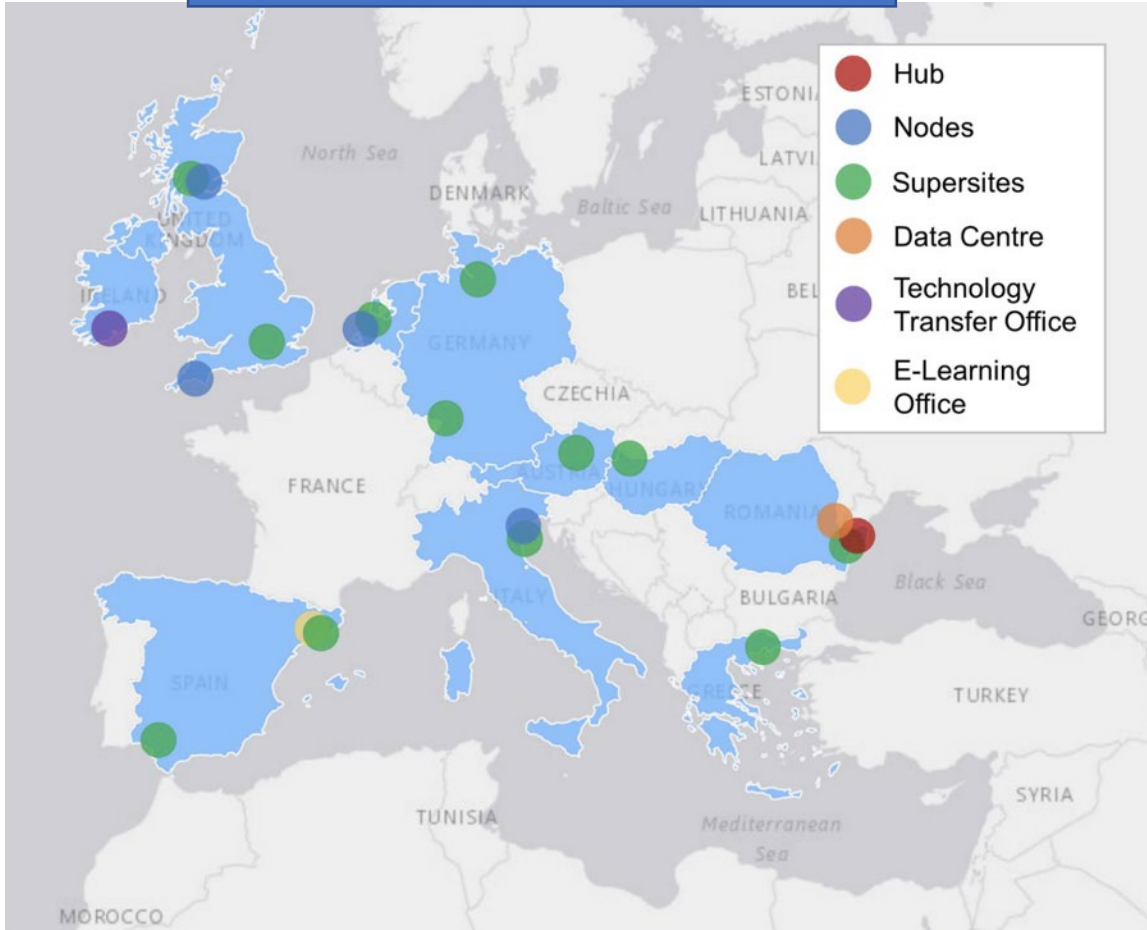 Hub
Nodes
Supersites
Data Centre
Technology
Transfer Office
E-Learning
Office
ESTONIA
North Sea
LATVI
DENMARK
Baltic Sea
LITHUANIA
UNITED
KINGDOM
BEL
IRELAND
GERMANY
CZECHIA
FRANCE
AUSTRIA
HUNGARY
ROMANIA
Black Sea
ITALY
BULGARIA
GEORG
SPAIN
GREECE
TURKEY
SYRIA
TUNISIA
Mediterranean
Sea
MOROCCO